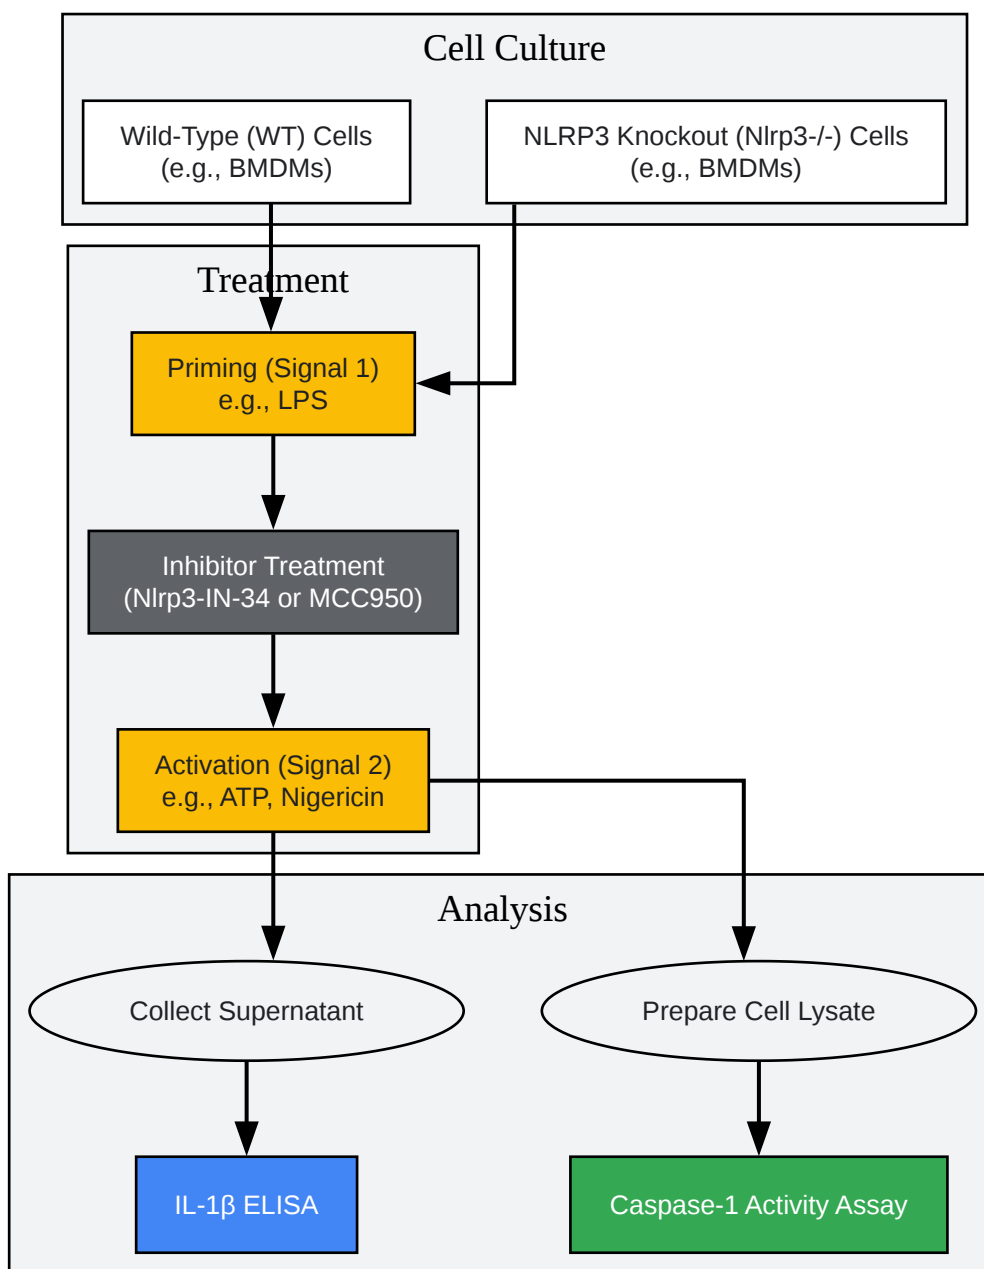 Cell Culture
Wild-Type (WT) Cells
(e.g., BMDMs)
NLRP3 Knockout (Nlrp3-/-) Cells
(e.g., BMDMs)
Treatment
Priming (Signal 1)
e.g., LPS
Inhibitor Treatment
(Nlrp3-IN-34 or MCC950)
Activation (Signal 2)
e.g., ATP, Nigericin
Analysis
Collect Supernatant
Prepare Cell Lysate
IL-1β ELISA
Caspase-1 Activity Assay